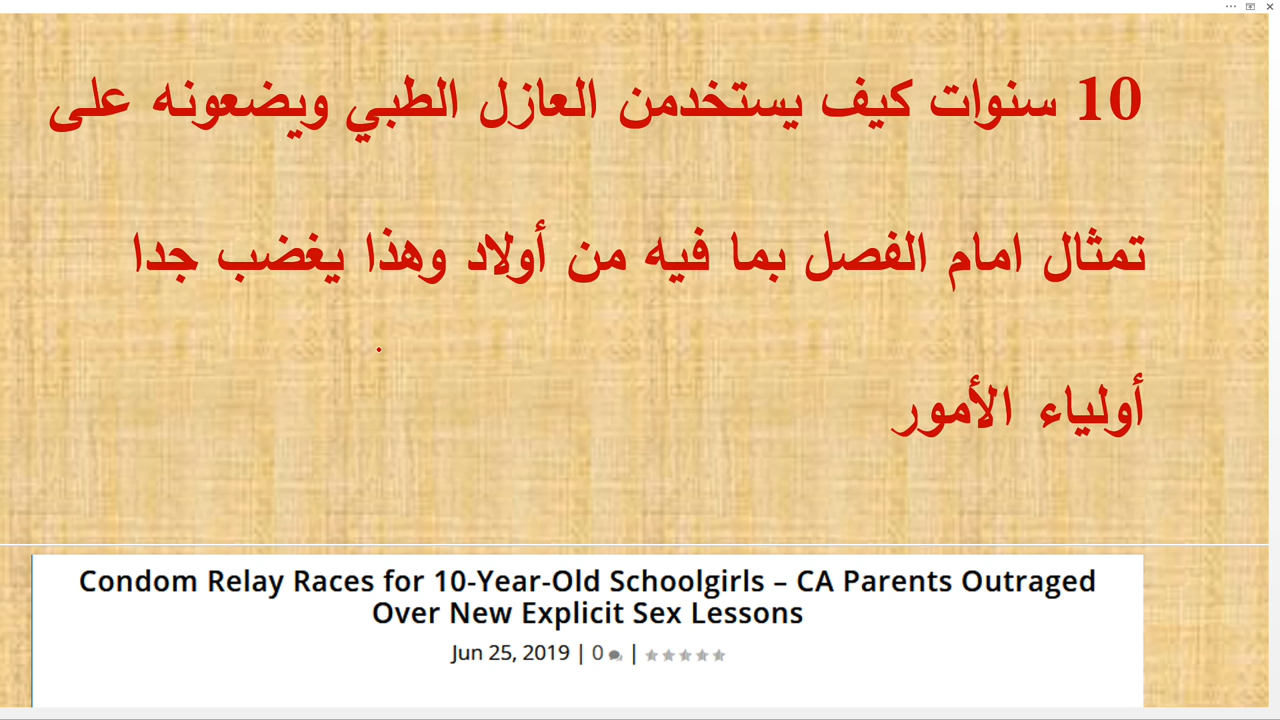 10 سنوات كيف يستخدمن العازل الطبي ويضعونه على
تمثال امام الفصل بما فيه من أولاد وهذا يغضب جدا
أولياء الأمور
Condom Relay Races for 10-Year-Old Schoolgirls – CA Parents Outraged
Over New Explicit Sex Lessons
Jun 25, 2019 | 0 |